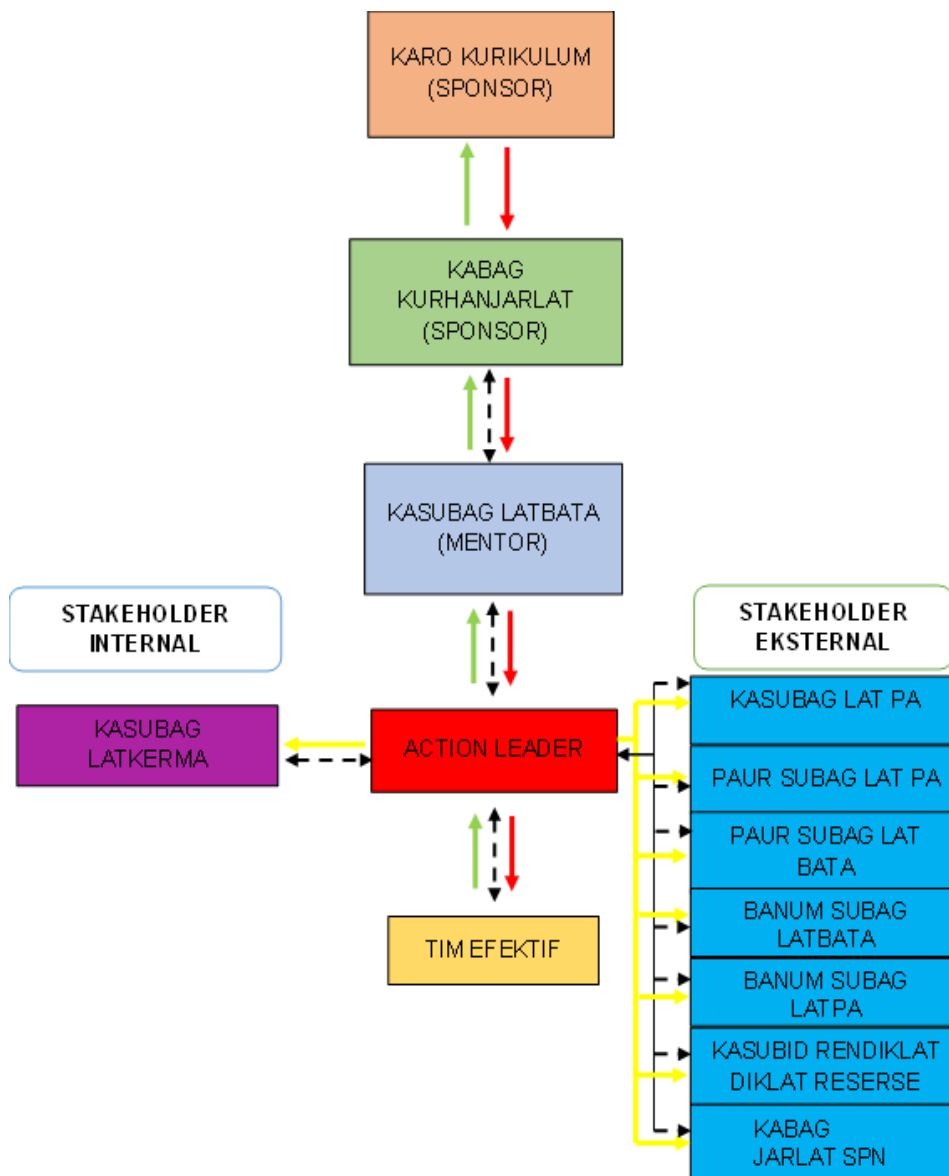 KARO KURIKULUM
(SPONSOR)
KABAG
KURHANJARLAT
(SPONSOR)
KASUBAG LATBATA
(MENTOR)
STAKEHOLDER
INTERNAL
STAKEHOLDER
EKSTERNAL
KASUBAG
LATKERMA
ACTION LEADER
TIM EFEKTIF
KASUBAG LAT PA
PAUR SUBAG LAT PA
PAUR SUBAG LAT
BATA
BANUM SUBAG
LATBATA
BANUM SUBAG
LATPA
KASUBID RENDIKLAT
DIKLAT RESERSE
KABAG
JARLAT SPN